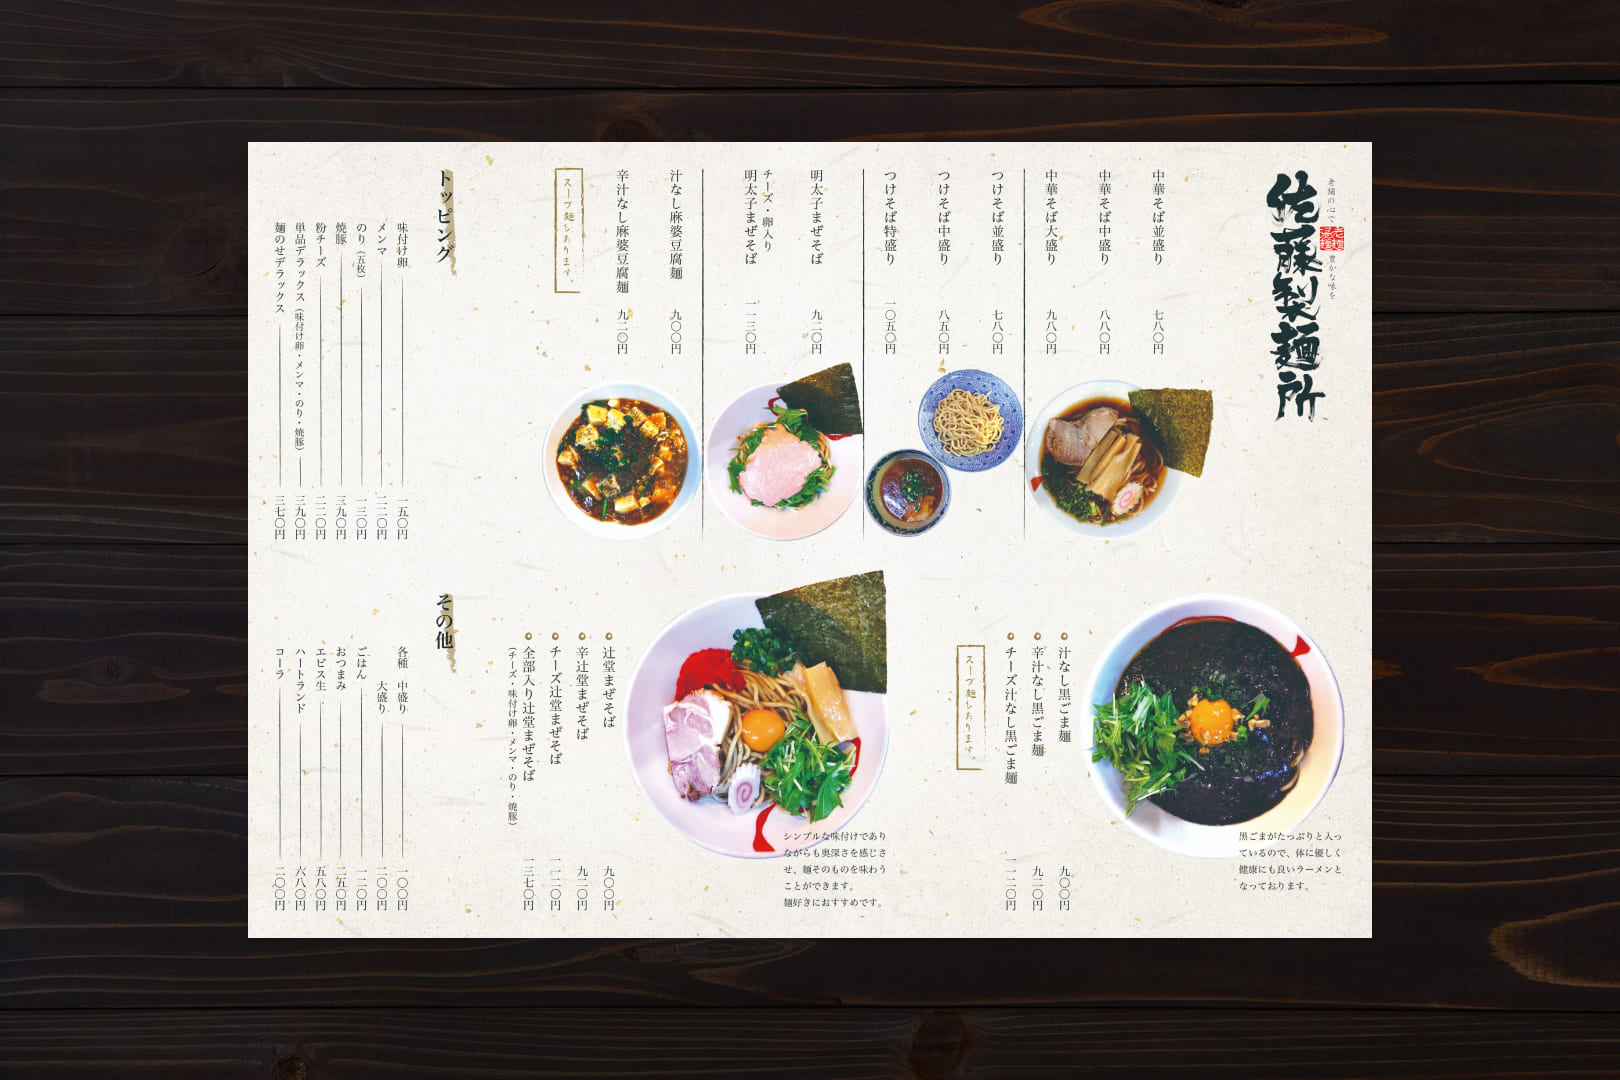 老舗の心で 豊かな味を
佐藤製麺所
中華そば並盛り 七八〇円
中華そば中盛り 八八〇円
中華そば大盛り 九八〇円
つけそば並盛り 七八〇円
つけそば中盛り 八五〇円
つけそば特盛り 一〇五〇円
明太子まぜそば 九二〇円
チーズ・卵入り
明太子まぜそば 一一三〇円
汁なし麻婆豆腐麺 九〇〇円
辛汁なし麻婆豆腐麺 九二〇円
スープ麺もあります。
トッピング
味付け卵 一五〇円
メンマ 二二〇円
のり(五枚) 一三〇円
焼豚 三九〇円
粉チーズ 二二〇円
単品デラックス(味付け卵・メンマ・のり・焼豚) 三九〇円
麺のせデラックス 三七〇円
黒ごまがたっぷりと入っ
ているので、体に優しく
健康にも良いラーメンと
なっております。
汁なし黒ごま麺 九〇〇円
辛汁なし黒ごま麺 九二〇円
チーズ汁なし黒ごま麺 一一二〇円
スープ麺もあります。
シンプルな味付けであり
ながらも奥深さを感じさ
せ、麺そのものを味わう
ことができます。
麺好きにおすすめです。
辻堂まぜそば 九〇〇円
辛辻堂まぜそば 九二〇円
チーズ辻堂まぜそば 一一二〇円
全部入り辻堂まぜそば 一三七〇円
(チーズ・味付け卵・メンマ・のり・焼豚)
その他
各種 中盛り 一〇〇円
大盛り 二〇〇円
ごはん 一二〇円
おつまみ 二五〇円
エビス生 五八〇円
ハートランド 六八〇円
コーラ 二〇〇円